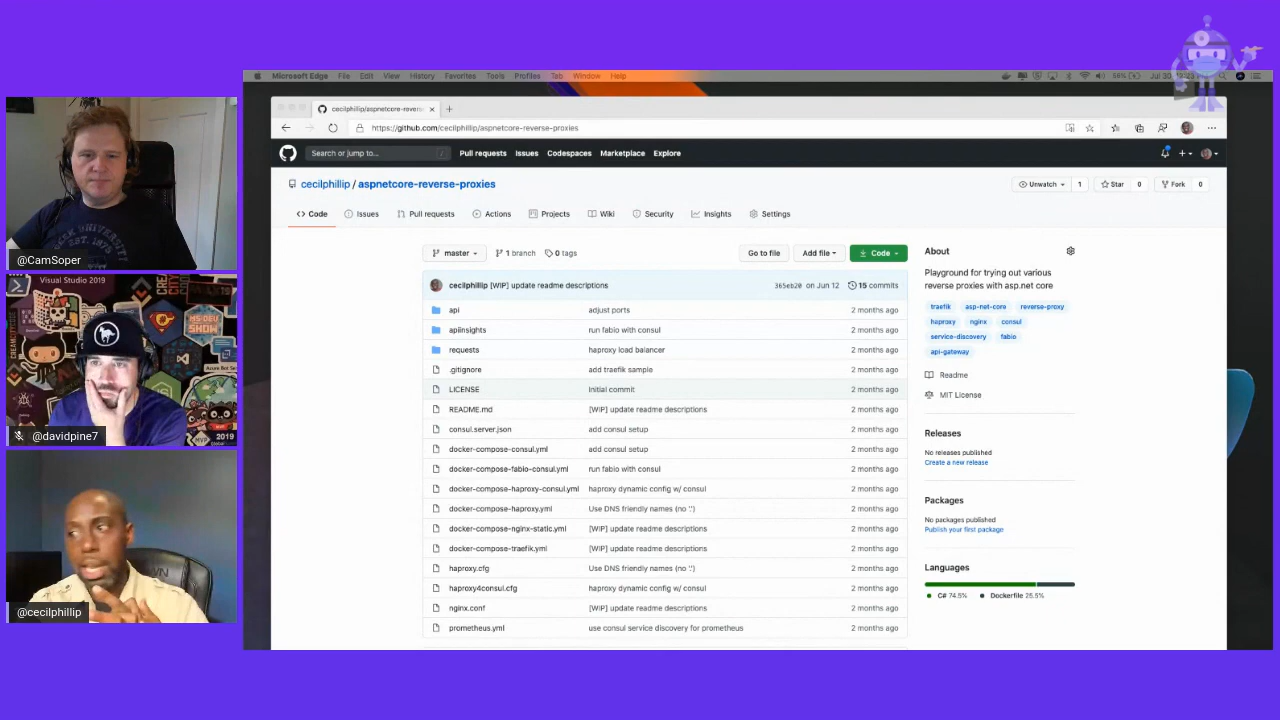 Microsoft Edge File Edit View History Favorites Tools Profiles Tab Window Help
56%
Jul 30
cecilphillip/aspnetcore-revers
https://github.com/cecilphillip/aspnetcore-reverse-proxies
Search or jump to... / Pull requests Issues Codespaces Marketplace Explore
cecilphillip / aspnetcore-reverse-proxies
Unwatch 1 Star 0 Fork 0
Code Issues Pull requests Actions Projects Wiki Security Insights Settings
master 1 branch 0 tags Go to file Add file Code
cecilphillip [WIP] update readme descriptions 365eb20 on Jun 12 15 commits
api adjust ports 2 months ago
apiinsights run fabio with consul 2 months ago
requests haproxy load balancer 2 months ago
.gitignore add traefik sample 2 months ago
LICENSE Initial commit 2 months ago
README.md [WIP] update readme descriptions 2 months ago
consul.server.json add consul setup 2 months ago
docker-compose-consul.yml add consul setup 2 months ago
docker-compose-fabio-consul.yml run fabio with consul 2 months ago
docker-compose-haproxy-consul.yml haproxy dynamic config w/ consul 2 months ago
docker-compose-haproxy.yml Use DNS friendly names (no '.') 2 months ago
docker-compose-nginx-static.yml [WIP] update readme descriptions 2 months ago
docker-compose-traefik.yml [WIP] update readme descriptions 2 months ago
haproxy.cfg Use DNS friendly names (no '.') 2 months ago
haproxy4consul.cfg haproxy dynamic config w/ consul 2 months ago
nginx.conf [WIP] update readme descriptions 2 months ago
prometheus.yml use consul service discovery for prometheus 2 months ago
About
Playground for trying out various
reverse proxies with asp.net core
traefik asp-net-core reverse-proxy
haproxy nginx consul
service-discovery fabio
api-gateway
Readme
MIT License
Releases
No releases published
Create a new release
Packages
No packages published
Publish your first package
Languages
C# 74.5% Dockerfile 25.5%
@CamSoper
Visual Studio 2019
MS-DEV
SHOW
Azure Bot Ser
MVP
2019
@davidpine7
@cecilphillip